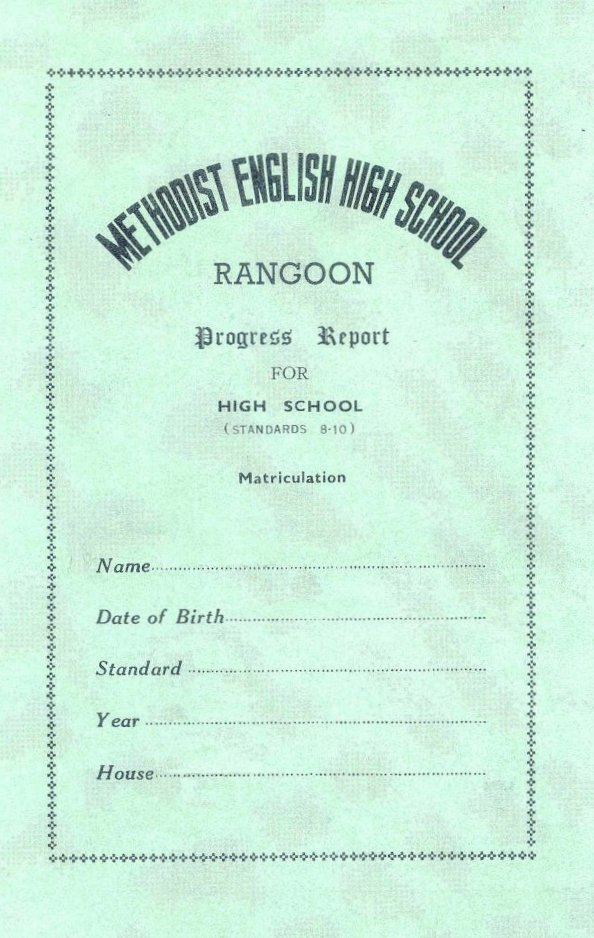 METHODIST ENGLISH HIGH SCHOOL
RANGOON
Progress Report
FOR
HIGH SCHOOL
(STANDARDS 8-10)
Matriculation
Name
Date of Birth
Standard
Year
House